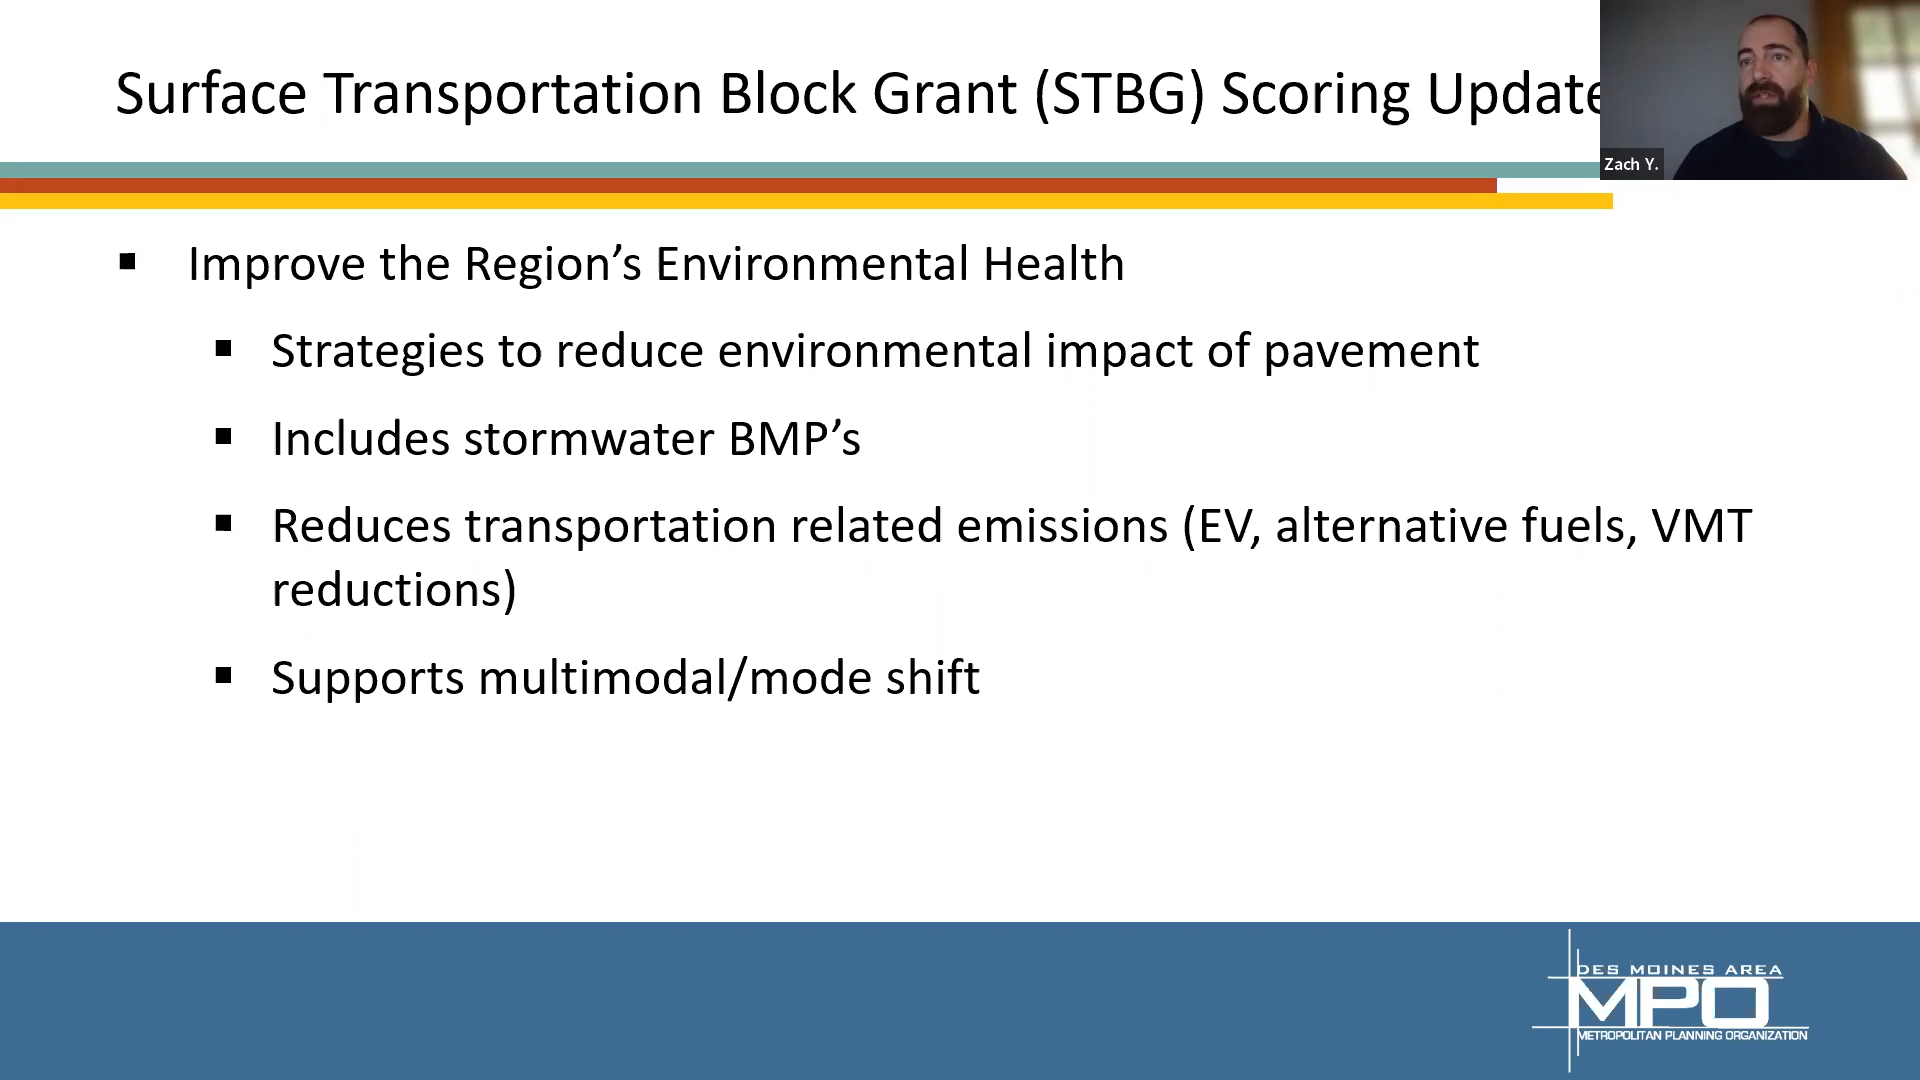 Surface Transportation Block Grant (STBG) Scoring Update
Zach Y.
▪ Improve the Region’s Environmental Health
▪ Strategies to reduce environmental impact of pavement
▪ Includes stormwater BMP’s
▪ Reduces transportation related emissions (EV, alternative fuels, VMT
reductions)
▪ Supports multimodal/mode shift
DES MOINES AREA
MPO
METROPOLITAN PLANNING ORGANIZATION